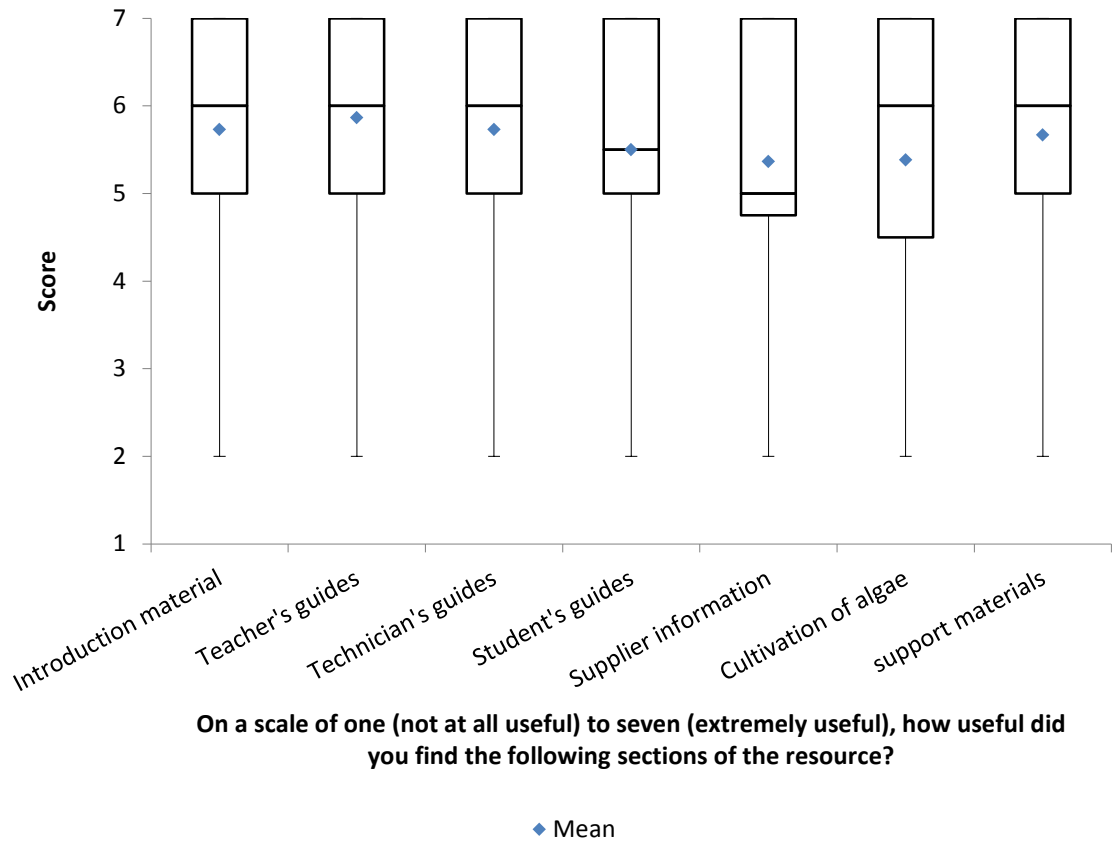 7
6
5
4
3
2
1
Score
Introduction material
Teacher's guides
Technician's guides
Student's guides
Supplier information
Cultivation of algae
support materials
On a scale of one (not at all useful) to seven (extremely useful), how useful did
you find the following sections of the resource?
Mean